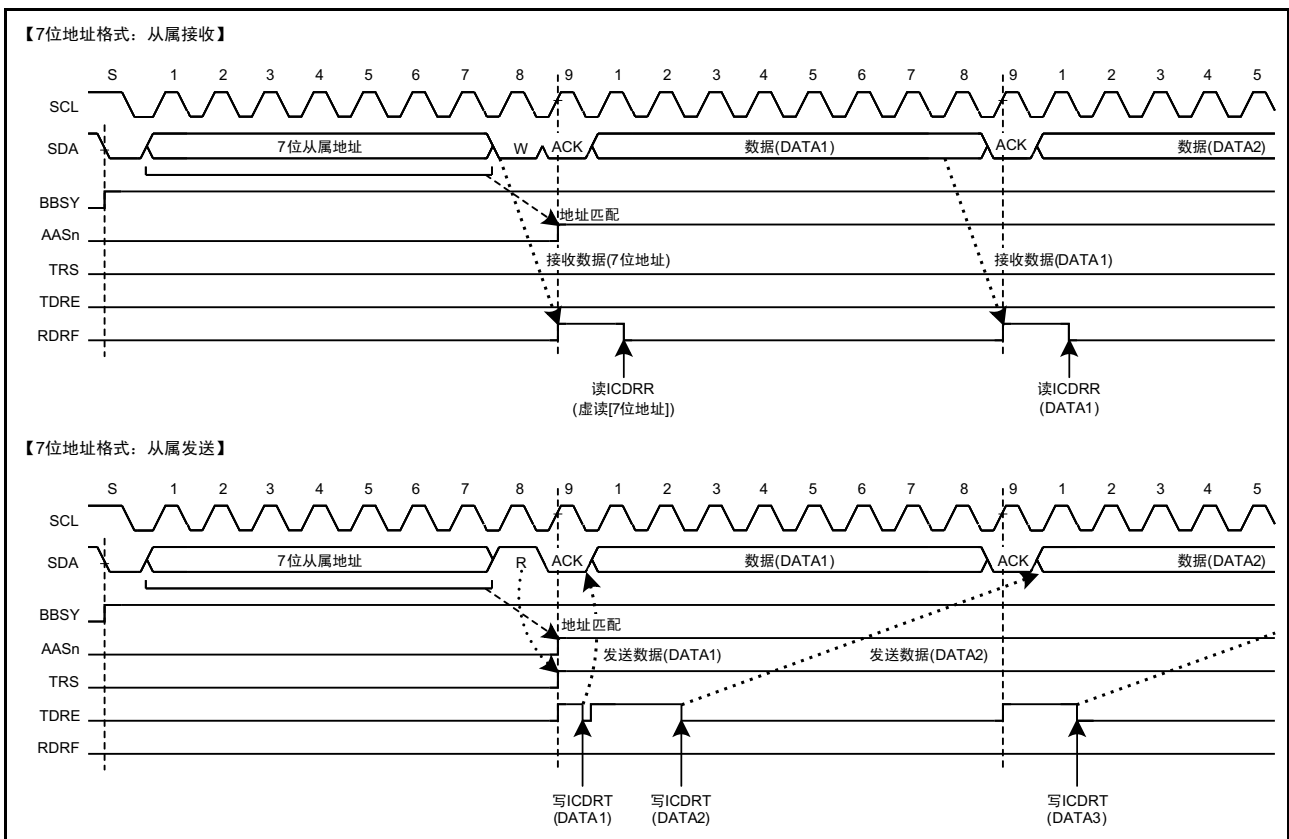 【7位地址格式：从属接收】
S 1 2 3 4 5 6 7 8 9 1 2 3 4 5 6 7 8 9 1 2 3 4 5
SCL
SDA 7位从属地址 W ACK 数据(DATA1) ACK 数据(DATA2)
BBSY
地址匹配
AASn
接收数据(7位地址) 接收数据(DATA1)
TRS
TDRE
RDRF
读ICDRR 读ICDRR
(虚读[7位地址]) (DATA1)
【7位地址格式：从属发送】
S 1 2 3 4 5 6 7 8 9 1 2 3 4 5 6 7 8 9 1 2 3 4 5
SCL
SDA 7位从属地址 R ACK 数据(DATA1) ACK 数据(DATA2)
BBSY
地址匹配
AASn
发送数据(DATA1) 发送数据(DATA2)
TRS
TDRE
RDRF
写ICDRT 写ICDRT 写ICDRT
(DATA1) (DATA2) (DATA3)